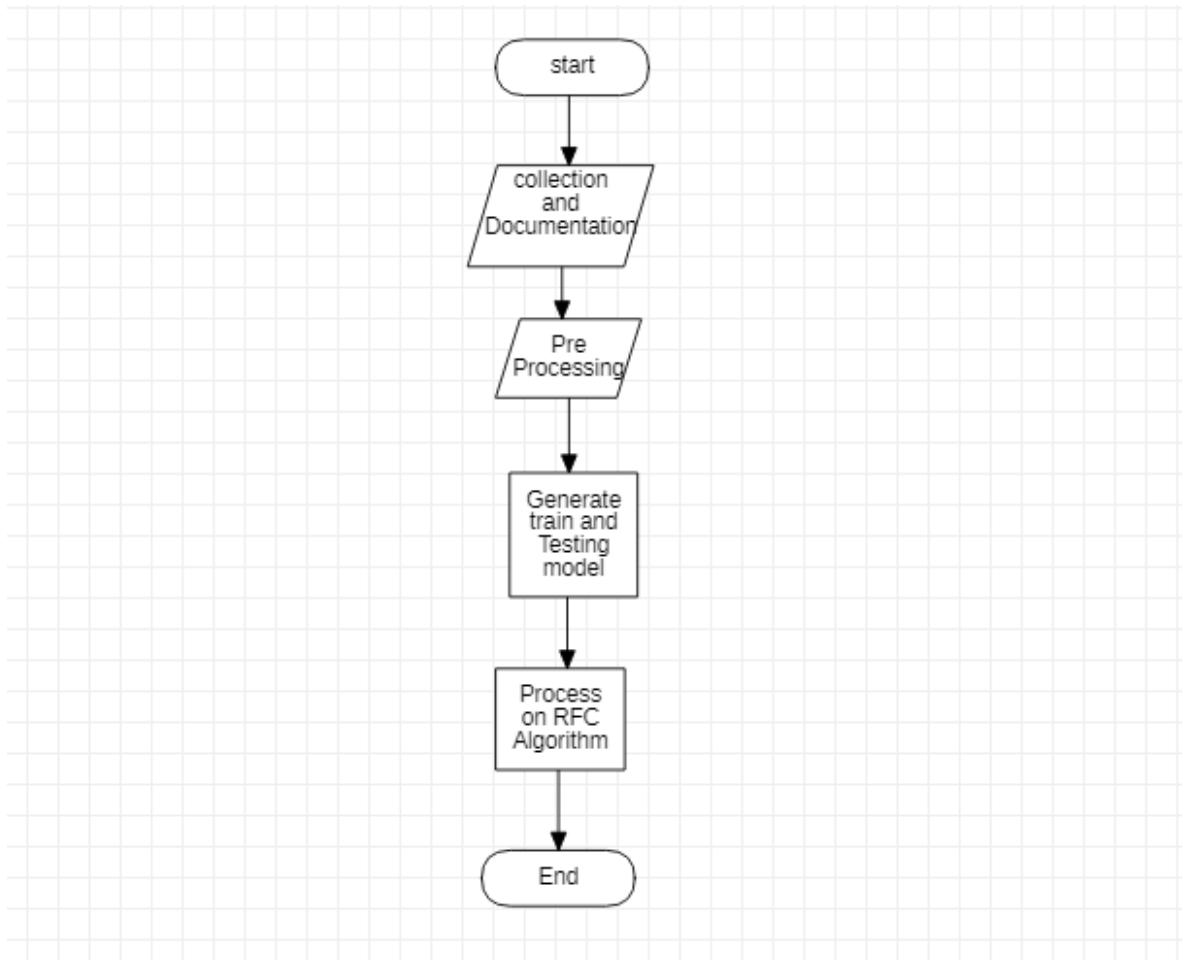 start
collection
and
Documentation
Pre
Processing
Generate
train and
Testing
model
Process
on RFC
Algorithm
End